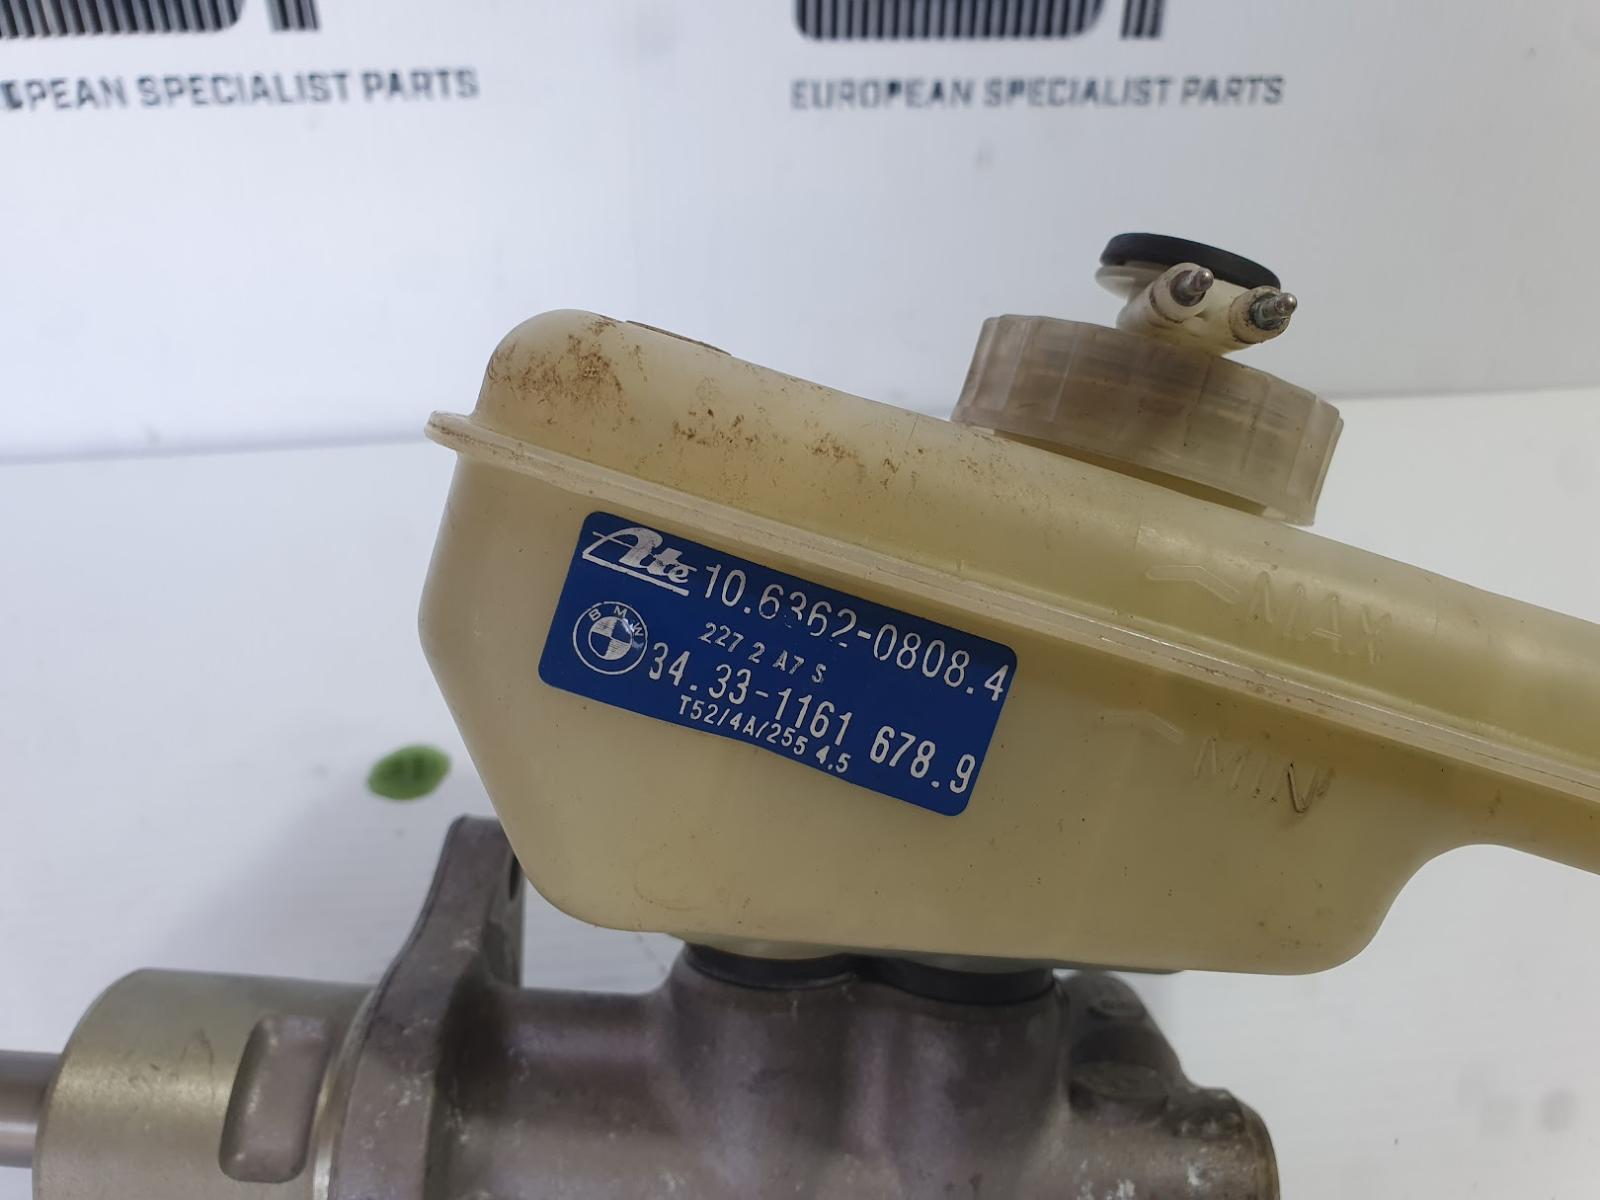 EUROPEAN SPECIALIST PARTS
EUROPEAN SPECIALIST PARTS
Ate 10.6362-0808.4
BMW
227 2 A7 S
34.33-1161 678.9
T52/4A/255 4.5
MAX
MIN